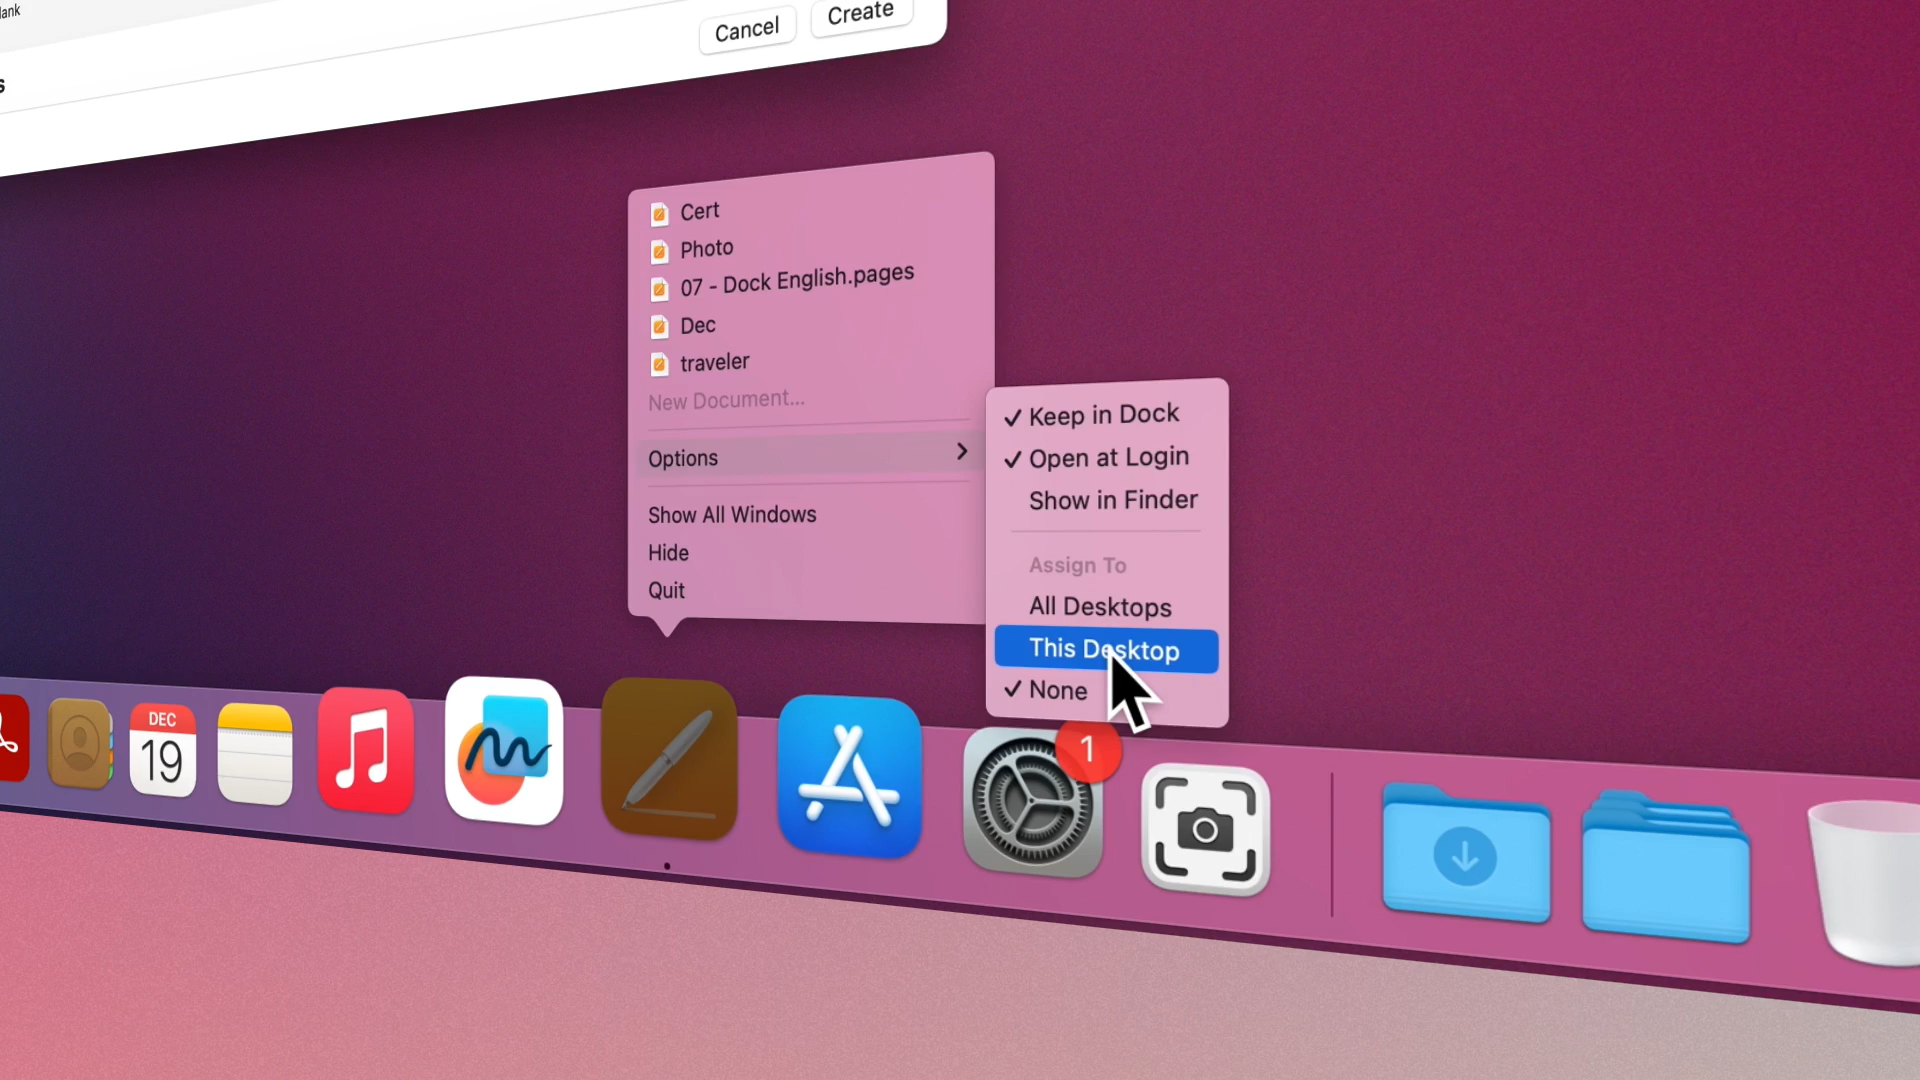 Cancel
Create
Cert
Photo
07 - Dock English.pages
Dec
traveler
New Document...
Options
Show All Windows
Hide
Quit
Keep in Dock
Open at Login
Show in Finder
Assign To
All Desktops
This Desktop
None
DEC
19
1